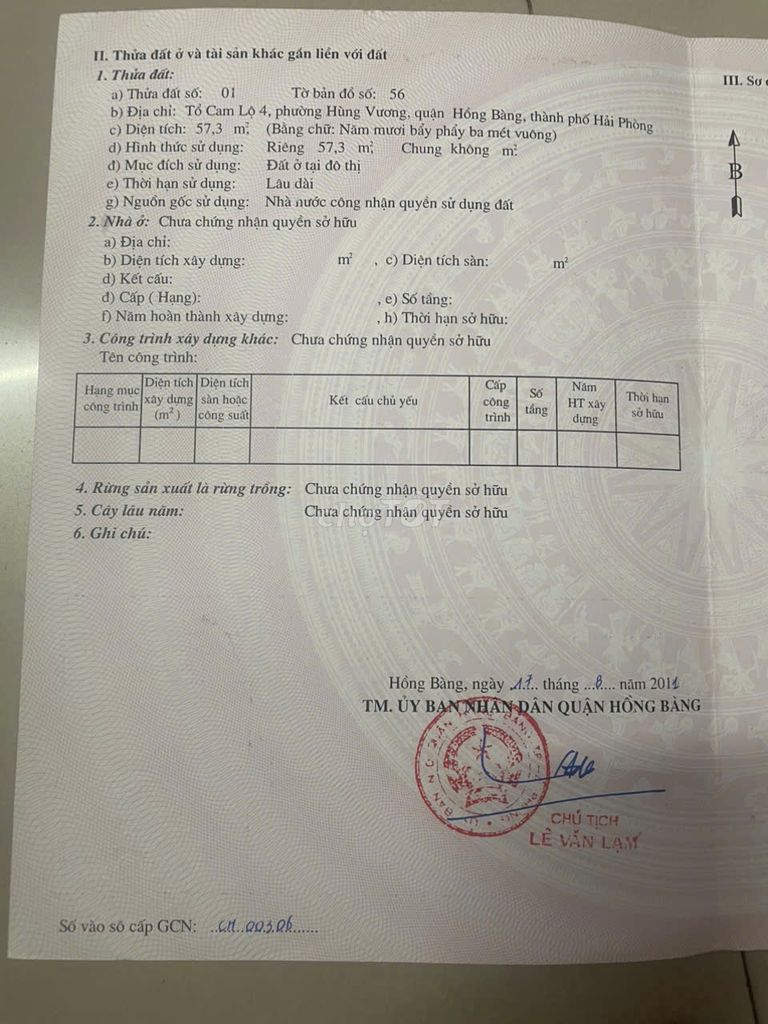 II. Thửa đất ở và tài sản khác gắn liền với đất
1. Thửa đất:
a) Thửa đất số: 01 Tờ bản đồ số: 56
b) Địa chỉ: Tổ Cam Lộ 4, phường Hùng Vương, quận Hồng Bàng, thành phố Hải Phòng
c) Diện tích: 57,3 m², (Bằng chữ: Năm mươi bẩy phẩy ba mét vuông)
d) Hình thức sử dụng: Riêng 57,3 m²; Chung không m²
đ) Mục đích sử dụng: Đất ở tại đô thị
e) Thời hạn sử dụng: Lâu dài
g) Nguồn gốc sử dụng: Nhà nước công nhận quyền sử dụng đất
2. Nhà ở: Chưa chứng nhận quyền sở hữu
a) Địa chỉ:
b) Diện tích xây dựng: m² , c) Diện tích sàn: m²
d) Kết cấu:
đ) Cấp ( Hạng): , e) Số tầng:
f) Năm hoàn thành xây dựng: , h) Thời hạn sở hữu:
3. Công trình xây dựng khác: Chưa chứng nhận quyền sở hữu
Tên công trình:
Hạng mục công trình
Diện tích xây dựng (m²)
Diện tích sàn hoặc công suất
Kết cấu chủ yếu
Cấp công trình
Số tầng
Năm HT xây dựng
Thời hạn sở hữu
4. Rừng sản xuất là rừng trồng: Chưa chứng nhận quyền sở hữu
5. Cây lâu năm: Chưa chứng nhận quyền sở hữu
6. Ghi chú:
Hồng Bàng, ngày 17 tháng 8 năm 2011
TM. ỦY BAN NHÂN DÂN QUẬN HỒNG BÀNG
CHỦ TỊCH
LÊ VĂN LẠM
Số vào sổ cấp GCN: CH 00306
III. Sơ
B